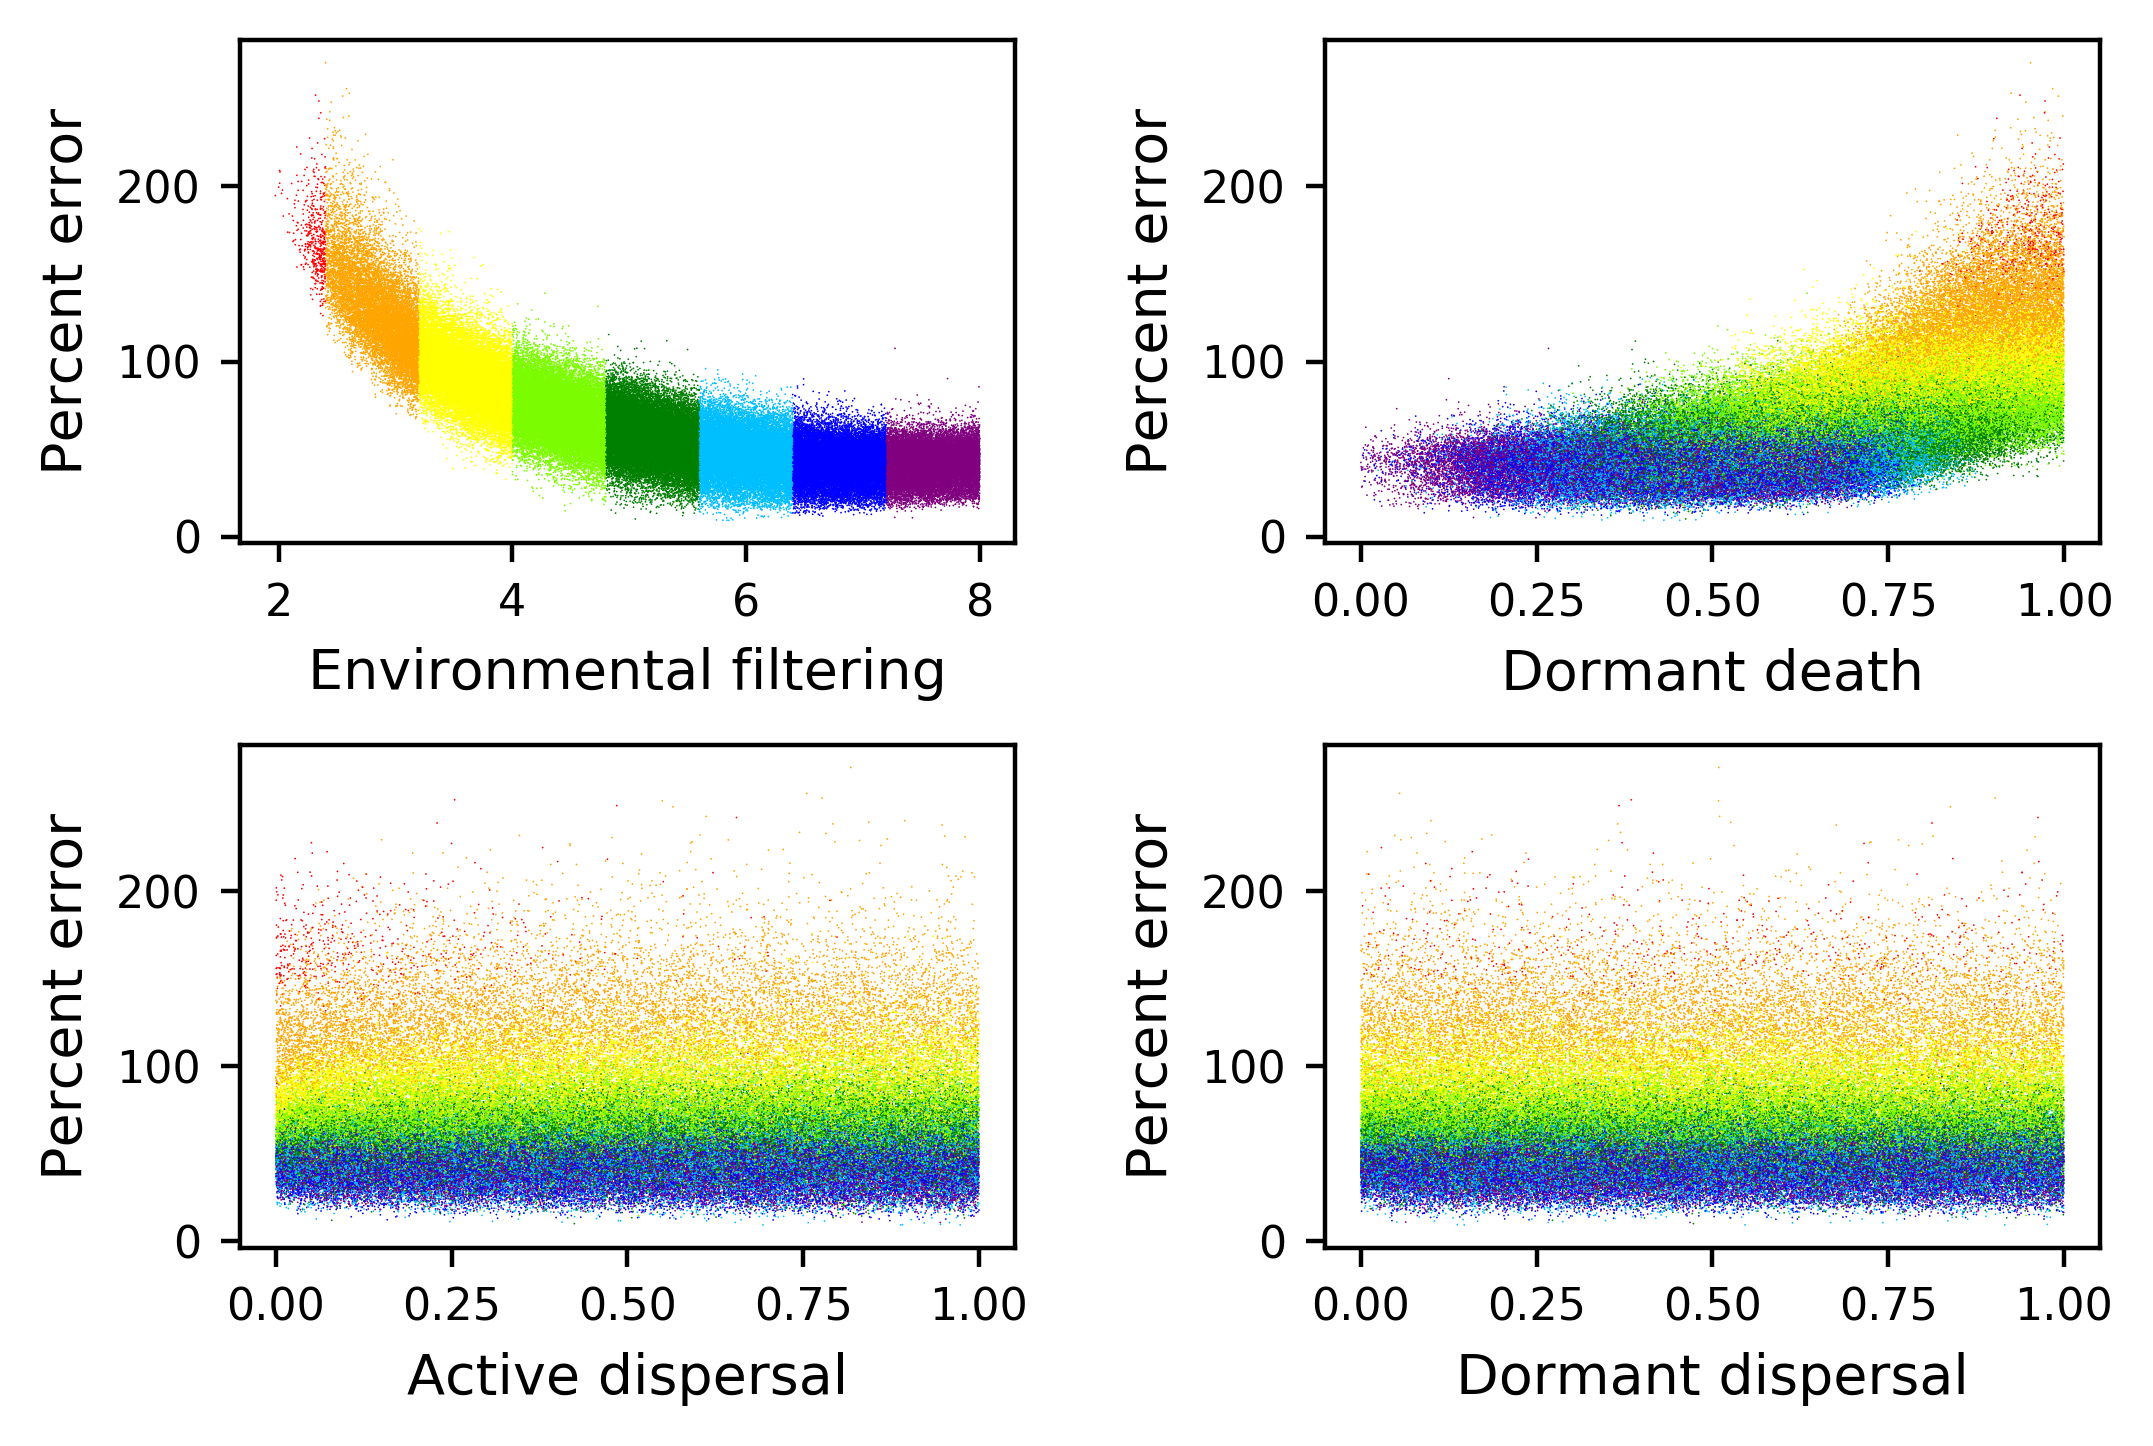 Percent error
200
100
0
2 4 6 8
Environmental filtering
Percent error
200
100
0
0.00 0.25 0.50 0.75 1.00
Dormant death
Percent error
200
100
0
0.00 0.25 0.50 0.75 1.00
Active dispersal
Percent error
200
100
0
0.00 0.25 0.50 0.75 1.00
Dormant dispersal